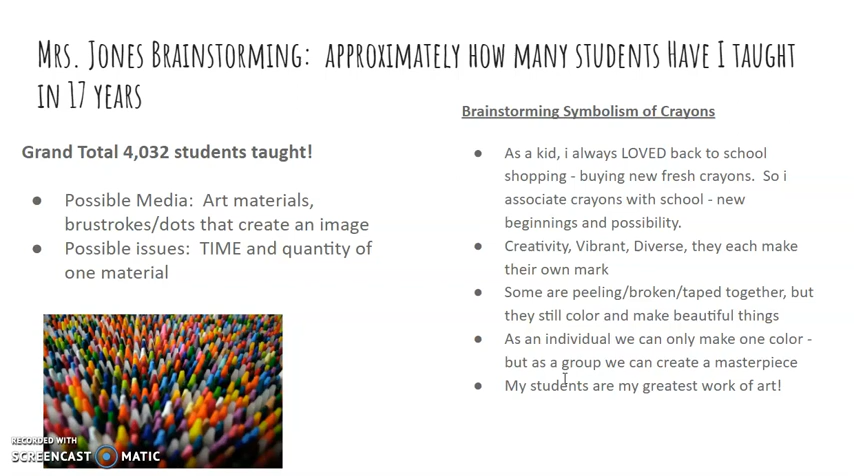 Mrs. Jones Brainstorming: approximately how many students Have I taught
in 17 years
Grand Total 4,032 students taught!
● Possible Media: Art materials,
brustrokes/dots that create an image
● Possible issues: TIME and quantity of
one material
Brainstorming Symbolism of Crayons
● As a kid, i always LOVED back to school
shopping - buying new fresh crayons. So i
associate crayons with school - new
beginnings and possibility.
● Creativity, Vibrant, Diverse, they each make
their own mark
● Some are peeling/broken/taped together, but
they still color and make beautiful things
● As an individual we can only make one color -
but as a group we can create a masterpiece
● My students are my greatest work of art!
RECORDED WITH
SCREENCAST MATIC